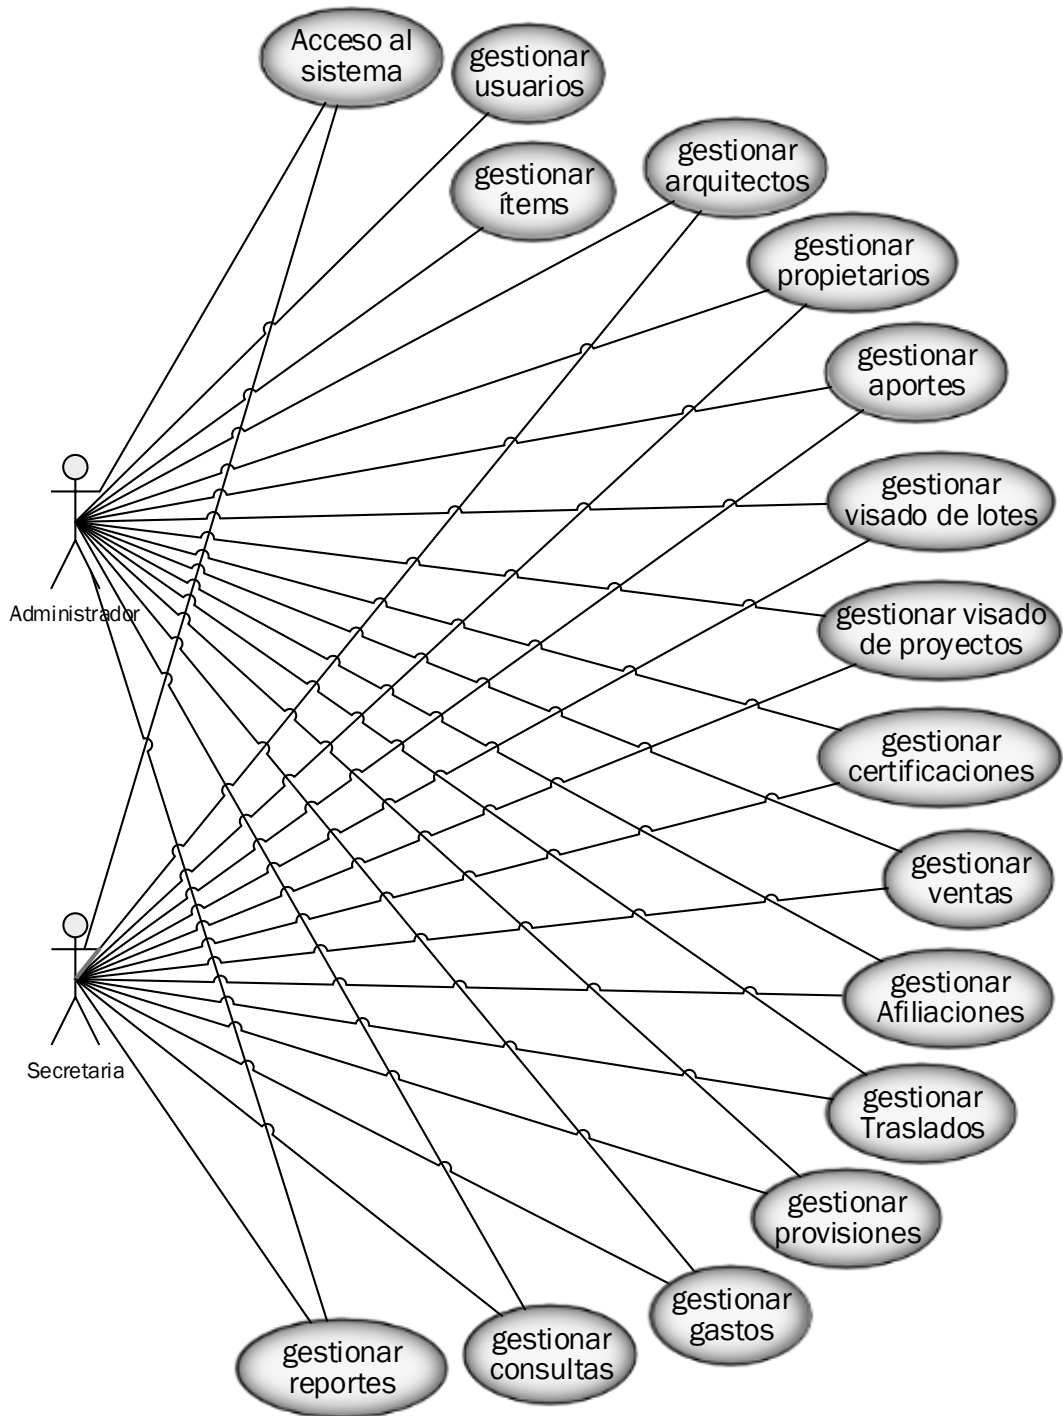 Acceso al
sistema
gestionar
usuarios
gestionar
ítems
gestionar
arquitectos
gestionar
propietarios
gestionar
aportes
gestionar
visado de lotes
gestionar visado
de proyectos
gestionar
certificaciones
gestionar
ventas
gestionar
Afiliaciones
gestionar
Traslados
gestionar
provisiones
gestionar
gastos
gestionar
consultas
gestionar
reportes
Administrador
Secretaria